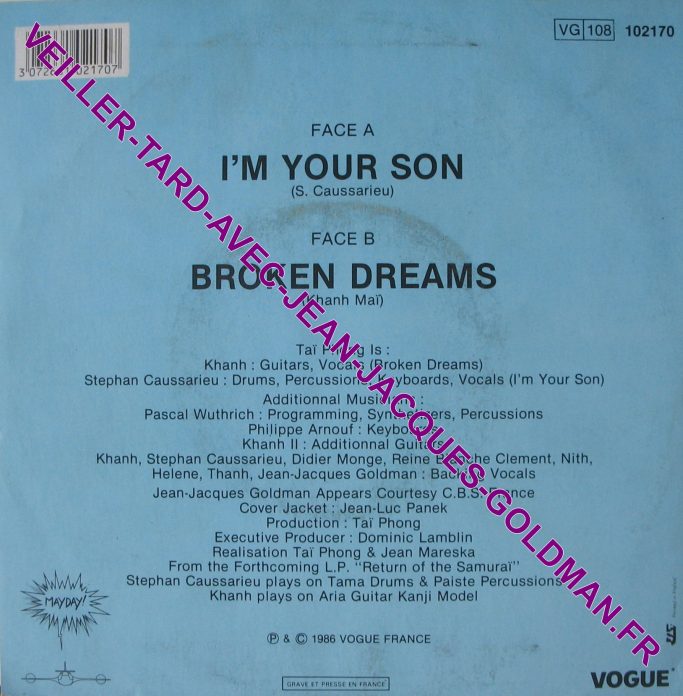 VG 108 102170
FACE A
I'M YOUR SON
(S. Caussarieu)
FACE B
BROKEN DREAMS
(Khanh Maï)
Taï Phong Is :
Khanh : Guitars, Vocals (Broken Dreams)
Stephan Caussarieu : Drums, Percussions, Keyboards, Vocals (I'm Your Son)
Additionnal Musicians :
Pascal Wuthrich : Programming, Synthetizers, Percussions
Philippe Arnouf : Keyboards
Khanh II : Additionnal Guitars
Khanh, Stephan Caussarieu, Didier Monge, Reine Blanche Clement, Nith,
Helene, Thanh, Jean-Jacques Goldman : Backing Vocals
Jean-Jacques Goldman Appears Courtesy C.B.S. France
Cover Jacket : Jean-Luc Panek
Production : Taï Phong
Executive Producer : Dominic Lamblin
Realisation Taï Phong & Jean Mareska
From the Forthcoming L.P. "Return of the Samuraï"
Stephan Caussarieu plays on Tama Drums & Paiste Percussions
Khanh plays on Aria Guitar Kanji Model
MAYDAY!
Ⓟ & © 1986 VOGUE FRANCE
GRAVE ET PRESSE EN FRANCE
VOGUE
VEILLER-TARD-AVEC-JEAN-JACQUES-GOLDMAN.FR